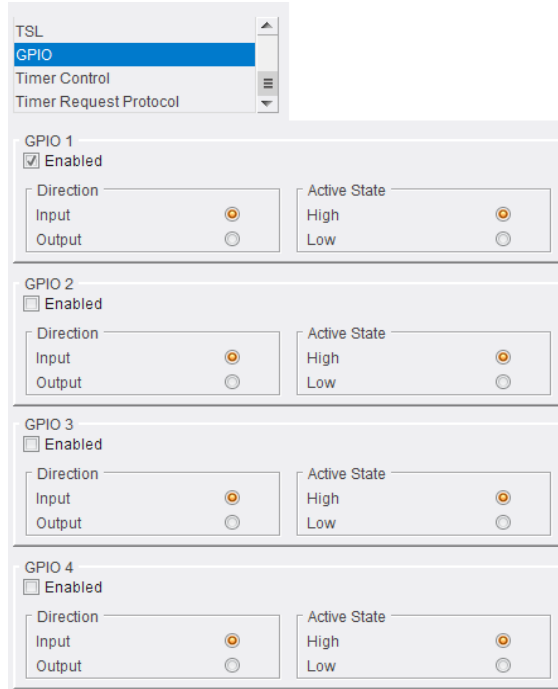 TSL
GPIO
Timer Control
Timer Request Protocol
GPIO 1
Enabled
Direction
Input
Output
Active State
High
Low
GPIO 2
Enabled
Direction
Input
Output
Active State
High
Low
GPIO 3
Enabled
Direction
Input
Output
Active State
High
Low
GPIO 4
Enabled
Direction
Input
Output
Active State
High
Low